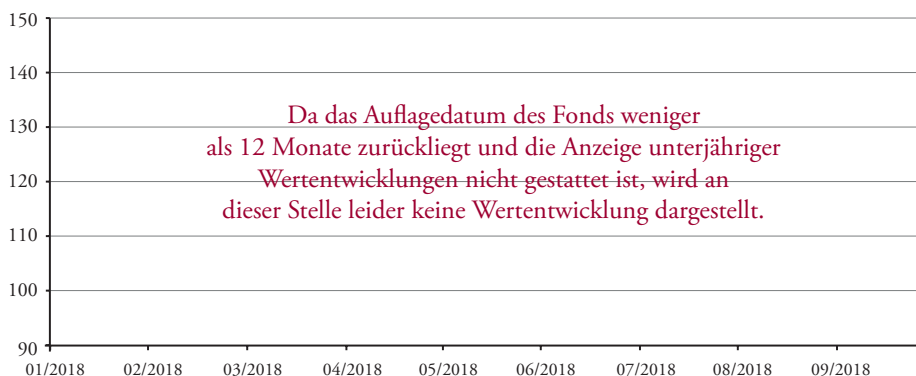 150
140
130
120
110
100
90
Da das Auflagedatum des Fonds weniger
als 12 Monate zurückliegt und die Anzeige unterjähriger
Wertentwicklungen nicht gestattet ist, wird an
dieser Stelle leider keine Wertentwicklung dargestellt.
01/2018 02/2018 03/2018 04/2018 05/2018 06/2018 07/2018 08/2018 09/2018